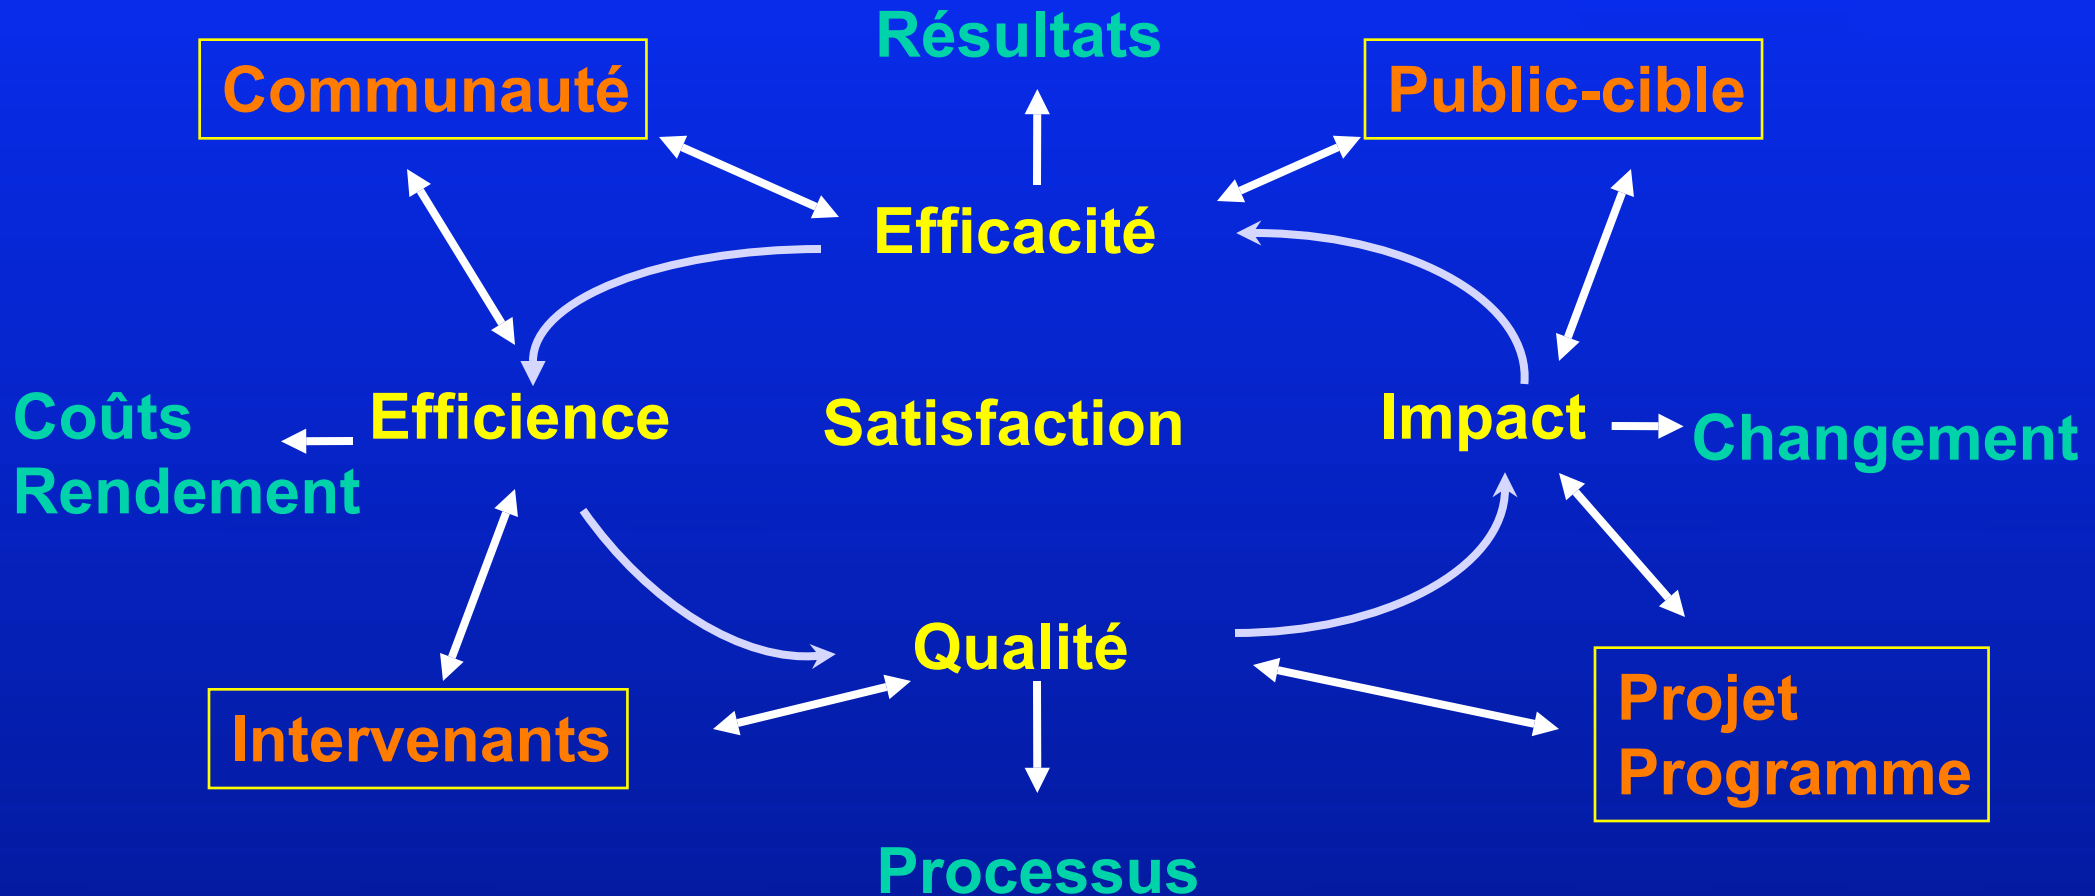 Résultats
Communauté
Public-cible
Efficacité
Coûts
Rendement
Efficience
Satisfaction
Impact
Changement
Qualité
Intervenants
Projet
Programme
Processus